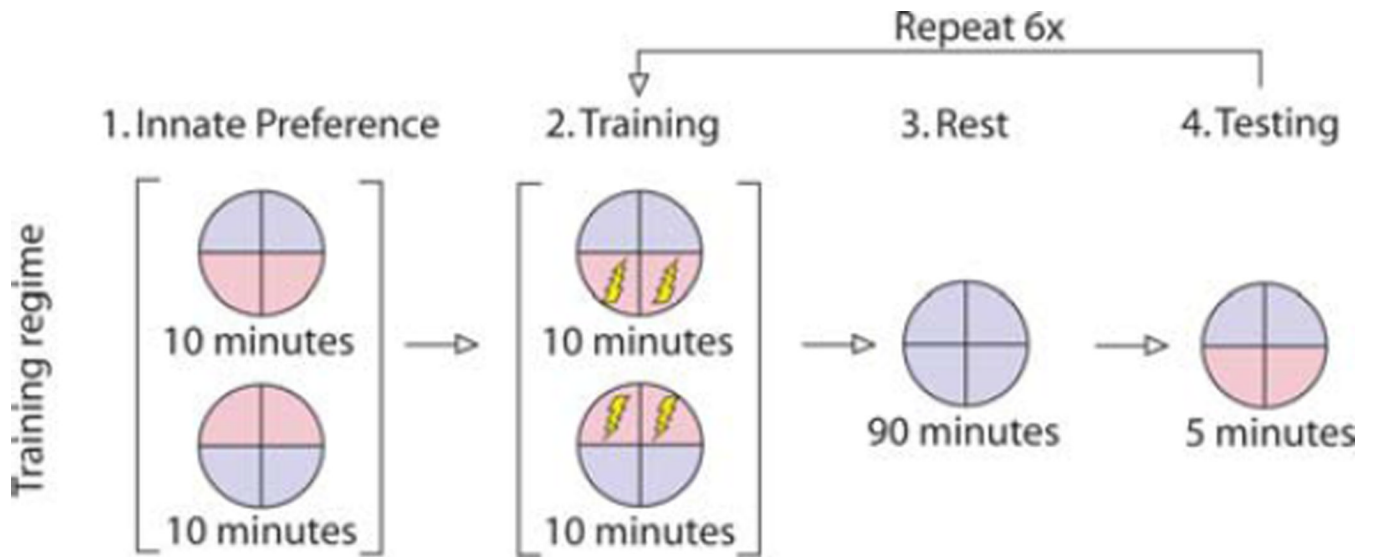 Repeat 6x
1. Innate Preference
2. Training
3. Rest
4. Testing
Training regime
10 minutes
10 minutes
90 minutes
5 minutes
10 minutes
10 minutes